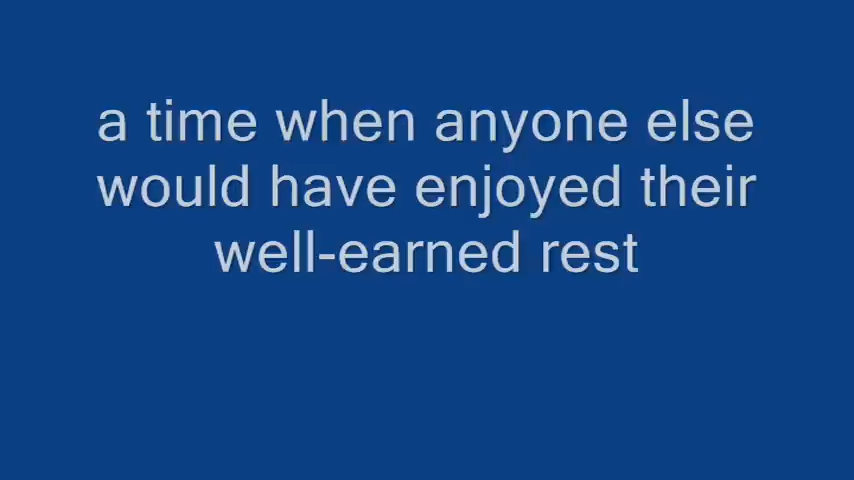 a time when anyone else
would have enjoyed their
well-earned rest